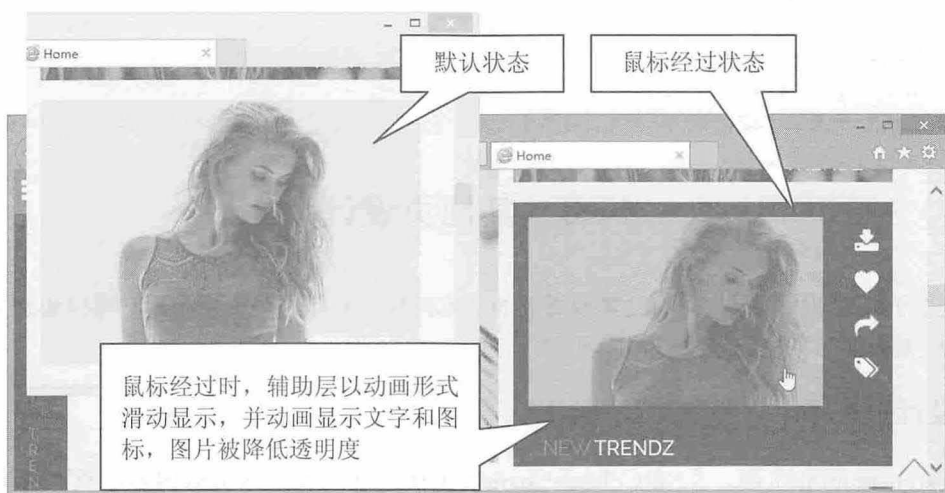 Home
默认状态
鼠标经过状态
Home
鼠标经过时，辅助层以动画形式
滑动显示，并动画显示文字和图
标，图片被降低透明度
NEW TRENDZ
T
R
E
N